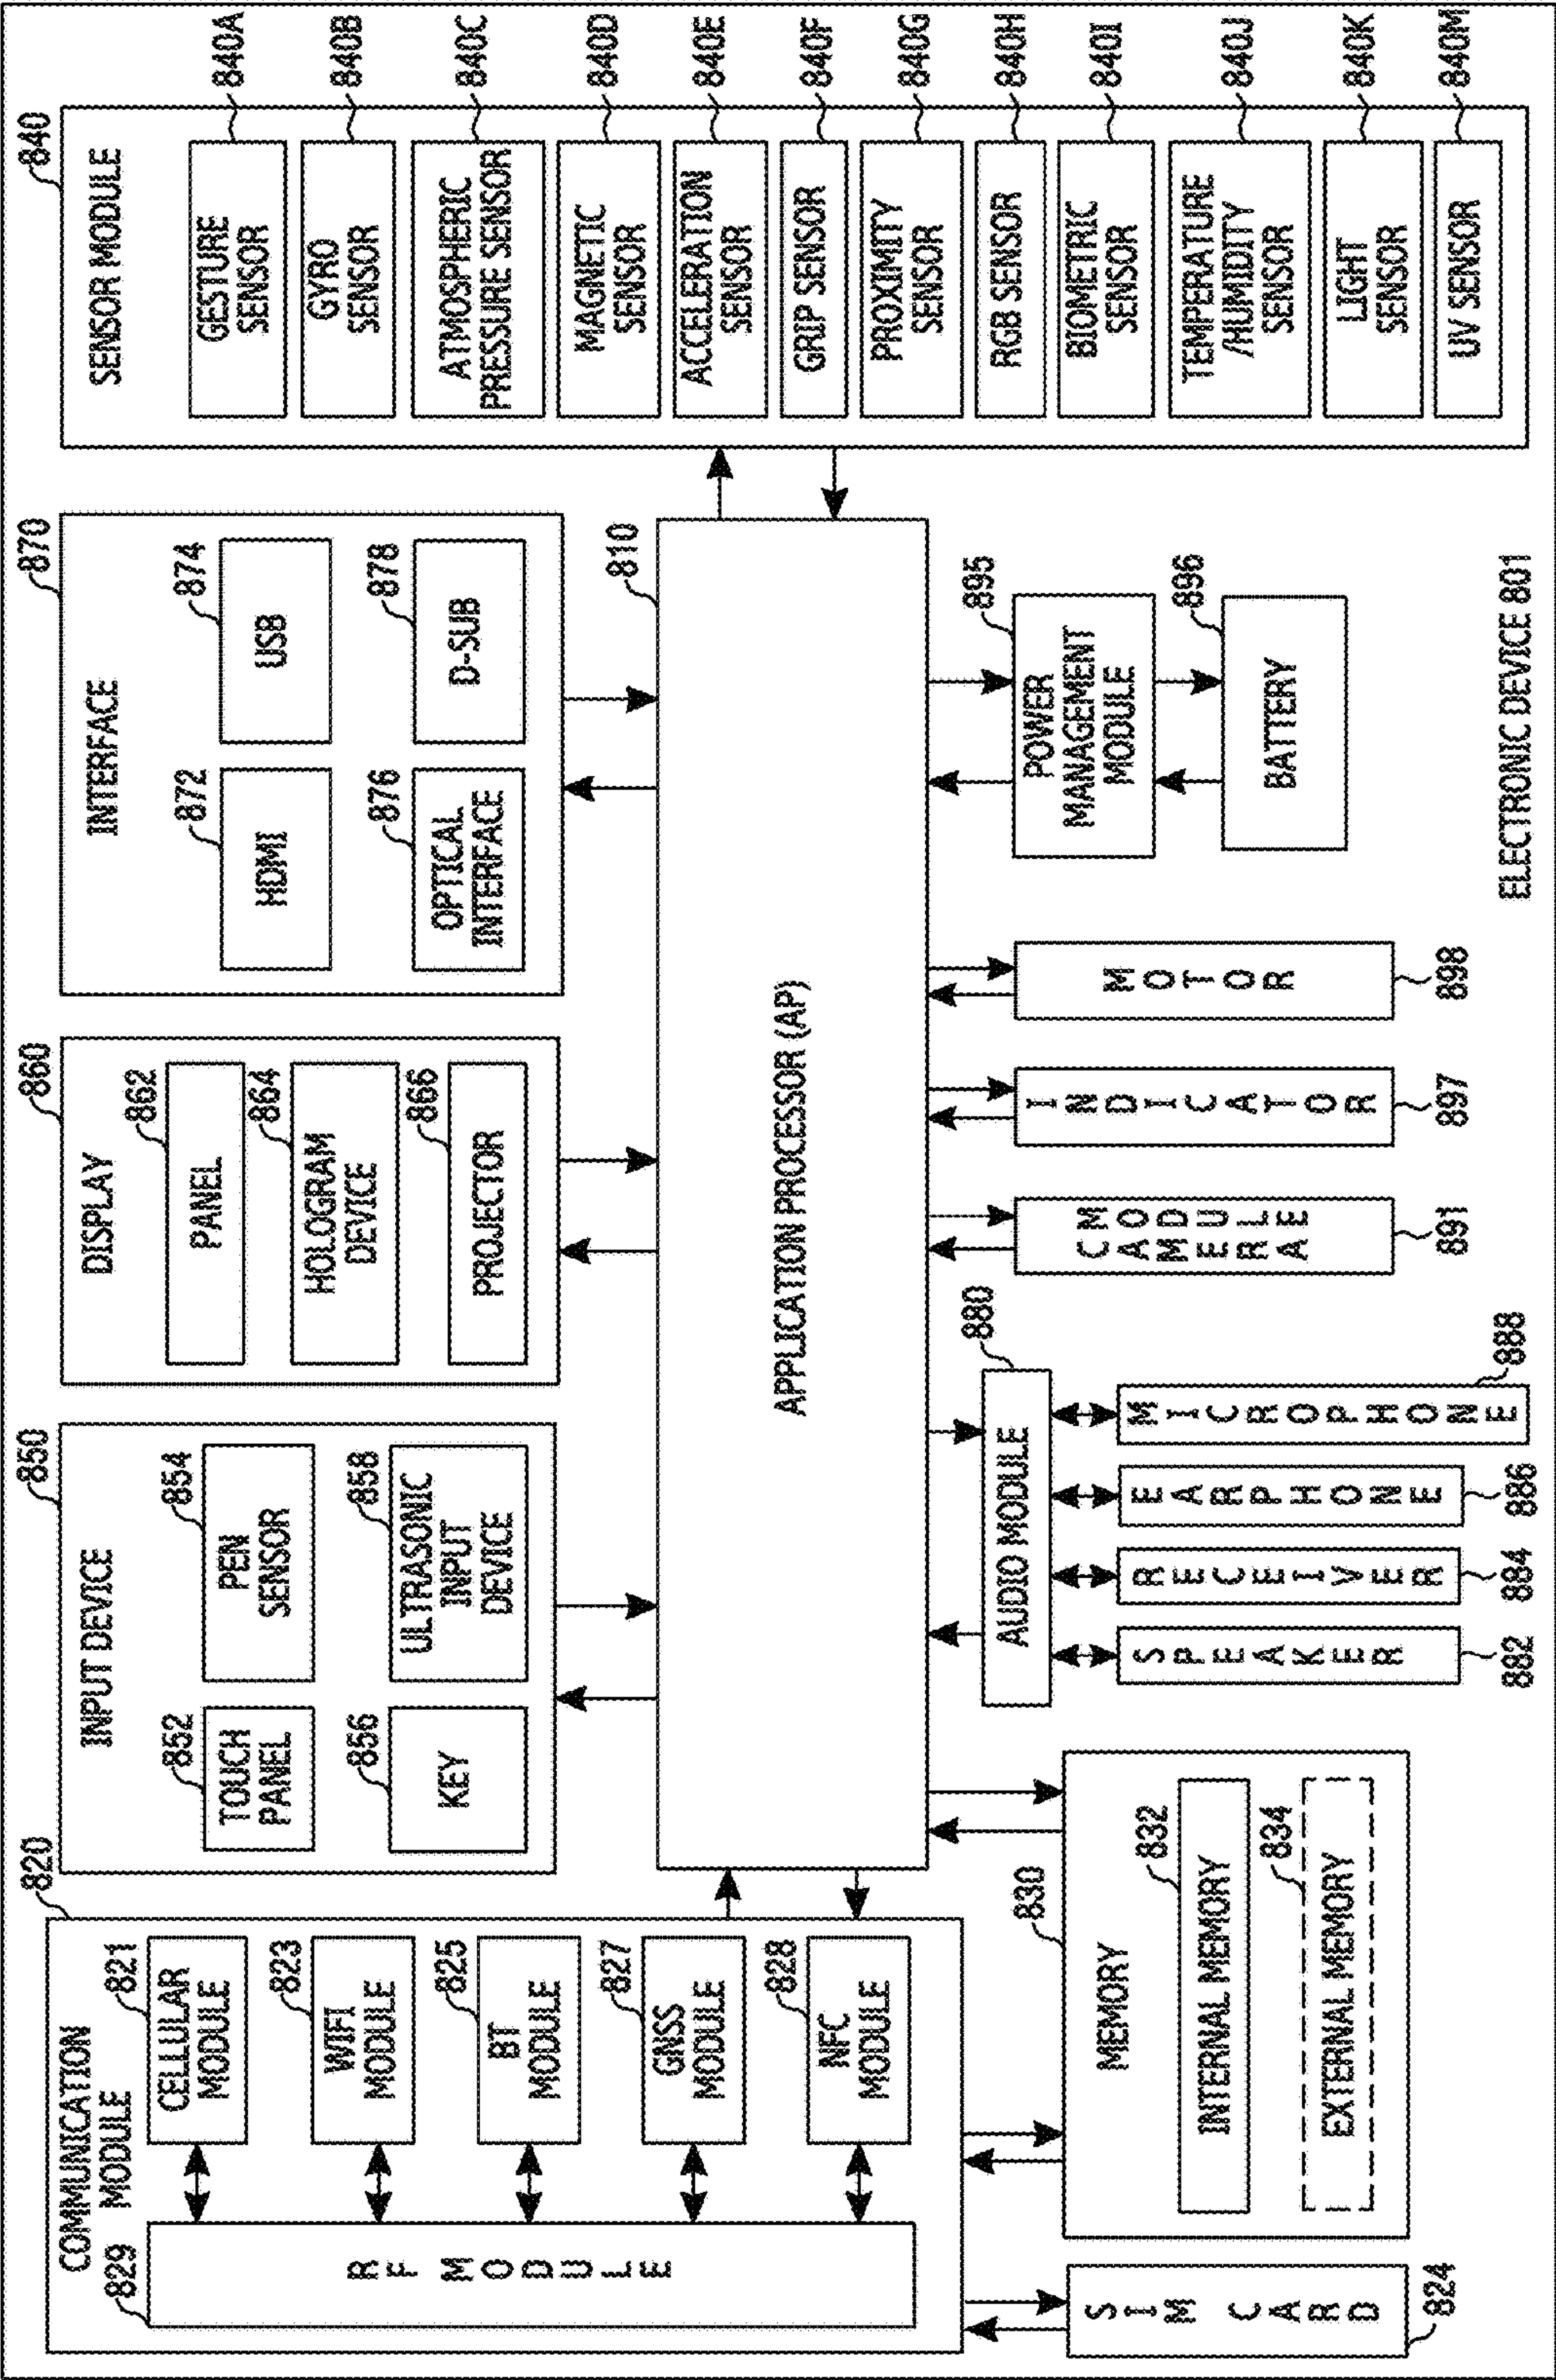 COMMUNICATION
MODULE
820
829
RF MODULE
821
CELLULAR
MODULE
823
WIFI
MODULE
825
BT
MODULE
827
GNSS
MODULE
828
NFC
MODULE
INPUT DEVICE
850
852
TOUCH
PANEL
854
PEN
SENSOR
856
KEY
858
ULTRASONIC
INPUT
DEVICE
DISPLAY
860
862
PANEL
864
HOLOGRAM
DEVICE
866
PROJECTOR
INTERFACE
870
872
HDMI
874
USB
876
OPTICAL
INTERFACE
878
D-SUB
SENSOR MODULE
840
GESTURE
SENSOR
840A
GYRO
SENSOR
840B
ATMOSPHERIC
PRESSURE SENSOR
840C
MAGNETIC
SENSOR
840D
ACCELERATION
SENSOR
840E
GRIP SENSOR
840F
PROXIMITY
SENSOR
840G
RGB SENSOR
840H
BIOMETRIC
SENSOR
840I
TEMPERATURE
/HUMIDITY
SENSOR
840J
LIGHT
SENSOR
840K
UV SENSOR
840M
810
APPLICATION PROCESSOR (AP)
SIM CARD
824
830
MEMORY
832
INTERNAL MEMORY
834
EXTERNAL MEMORY
880
AUDIO MODULE
SPEAKER
882
RECEIVER
884
EARPHONE
886
MICROPHONE
888
CAMERA
MODULE
891
INDICATOR
897
MOTOR
898
895
POWER
MANAGEMENT
MODULE
896
BATTERY
ELECTRONIC DEVICE 801